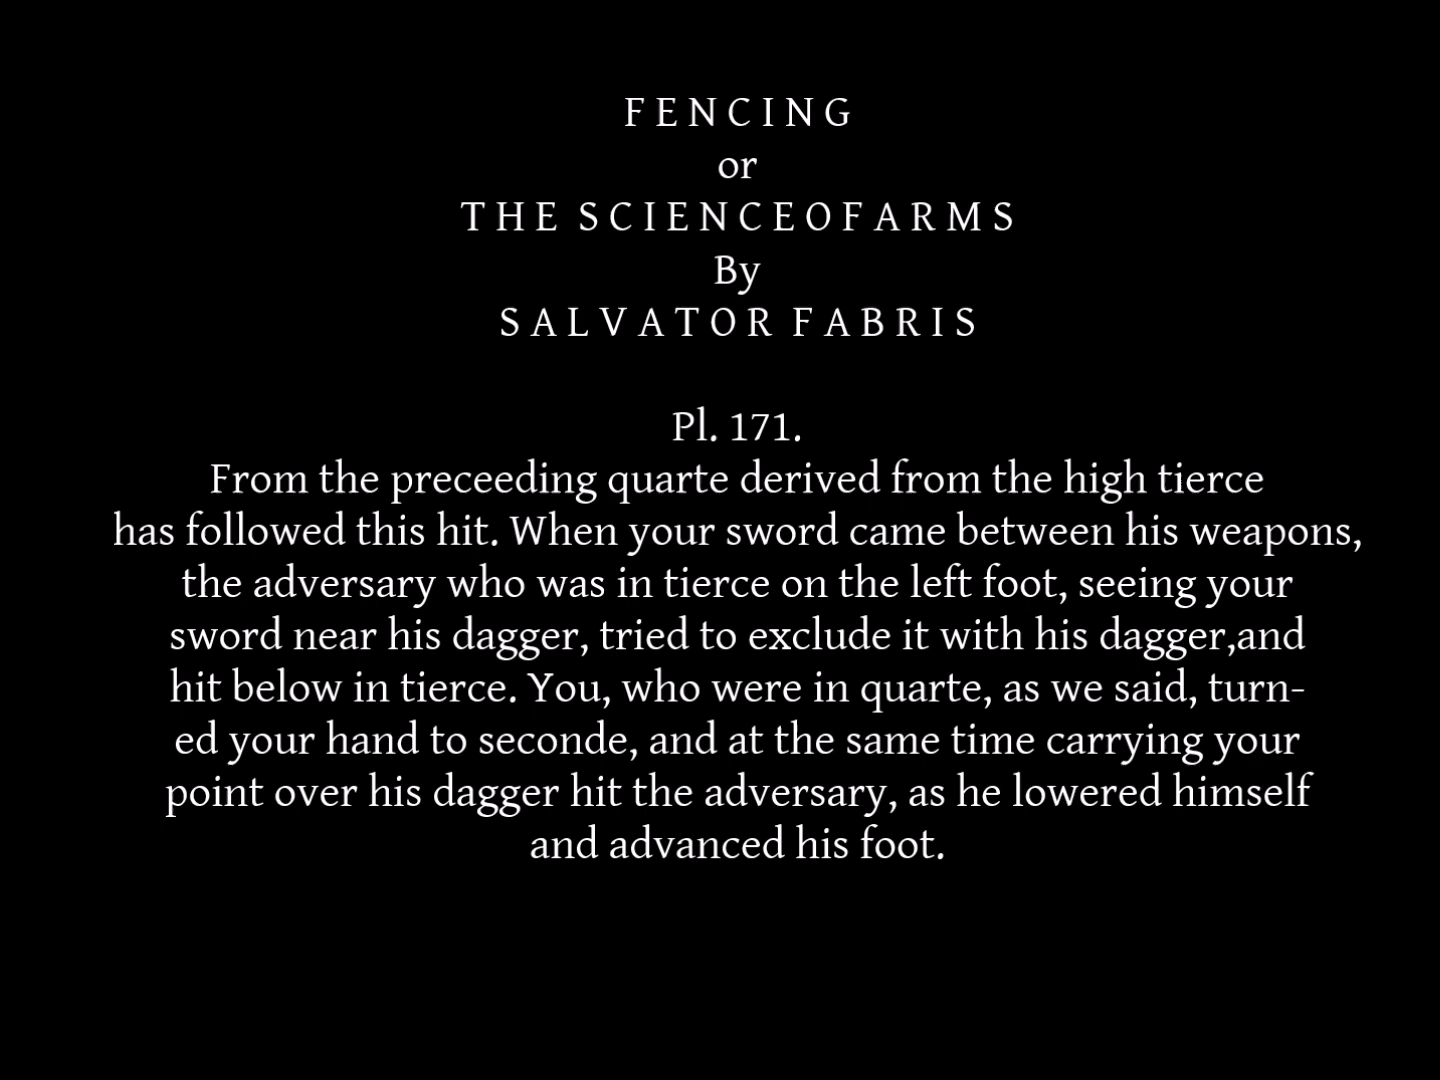 F E N C I N G
or
T H E  S C I E N C E O F A R M S
By
S A L V A T O R  F A B R I S
Pl. 171.
From the preceeding quarte derived from the high tierce
has followed this hit. When your sword came between his weapons,
the adversary who was in tierce on the left foot, seeing your
sword near his dagger, tried to exclude it with his dagger,and
hit below in tierce. You, who were in quarte, as we said, turn-
ed your hand to seconde, and at the same time carrying your
point over his dagger hit the adversary, as he lowered himself
and advanced his foot.